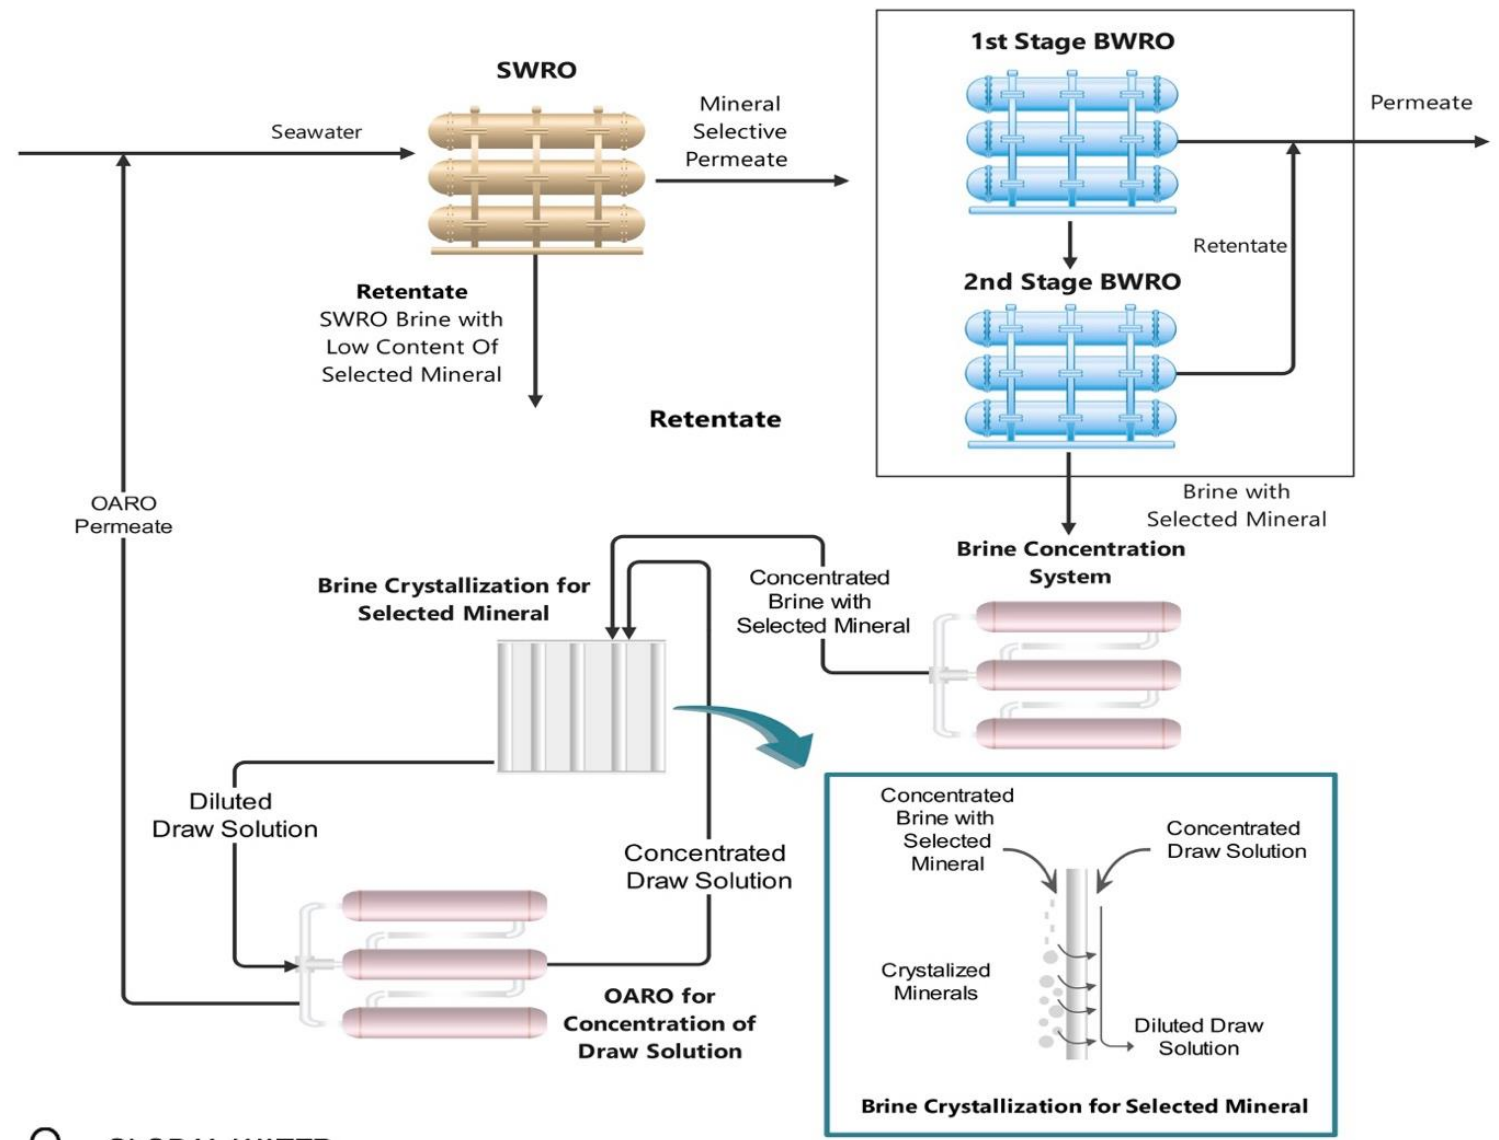 1st Stage BWRO
SWRO
Seawater
Mineral
Selective
Permeate
Permeate
Retentate
2nd Stage BWRO
Retentate
SWRO Brine with
Low Content Of
Selected Mineral
Retentate
OARO
Permeate
Brine with
Selected Mineral
Brine Concentration
System
Brine Crystallization for
Selected Mineral
Concentrated
Brine with
Selected Mineral
Diluted
Draw Solution
Concentrated
Draw Solution
OARO for
Concentration of
Draw Solution
Concentrated
Brine with
Selected
Mineral
Concentrated
Draw Solution
Crystalized
Minerals
Diluted Draw
Solution
Brine Crystallization for Selected Mineral